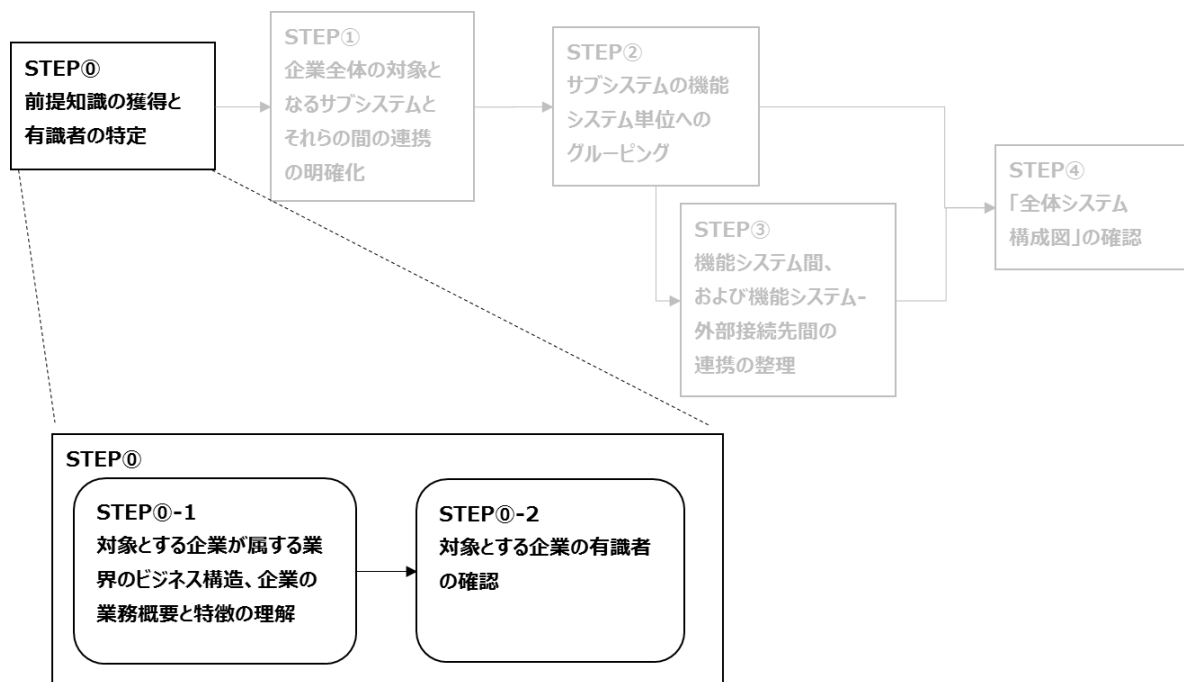 STEP⓪
前提知識の獲得と
有識者の特定
STEP①
企業全体の対象と
なるサブシステムと
それらの間の連携
の明確化
STEP②
サブシステムの機能
システム単位への
グルーピング
STEP③
機能システム間、
および機能システム-
外部接続先間の
連携の整理
STEP④
「全体システム
構成図」の確認
STEP⓪
STEP⓪-1
対象とする企業が属する業
界のビジネス構造、企業の
業務概要と特徴の理解
STEP⓪-2
対象とする企業の有識者
の確認